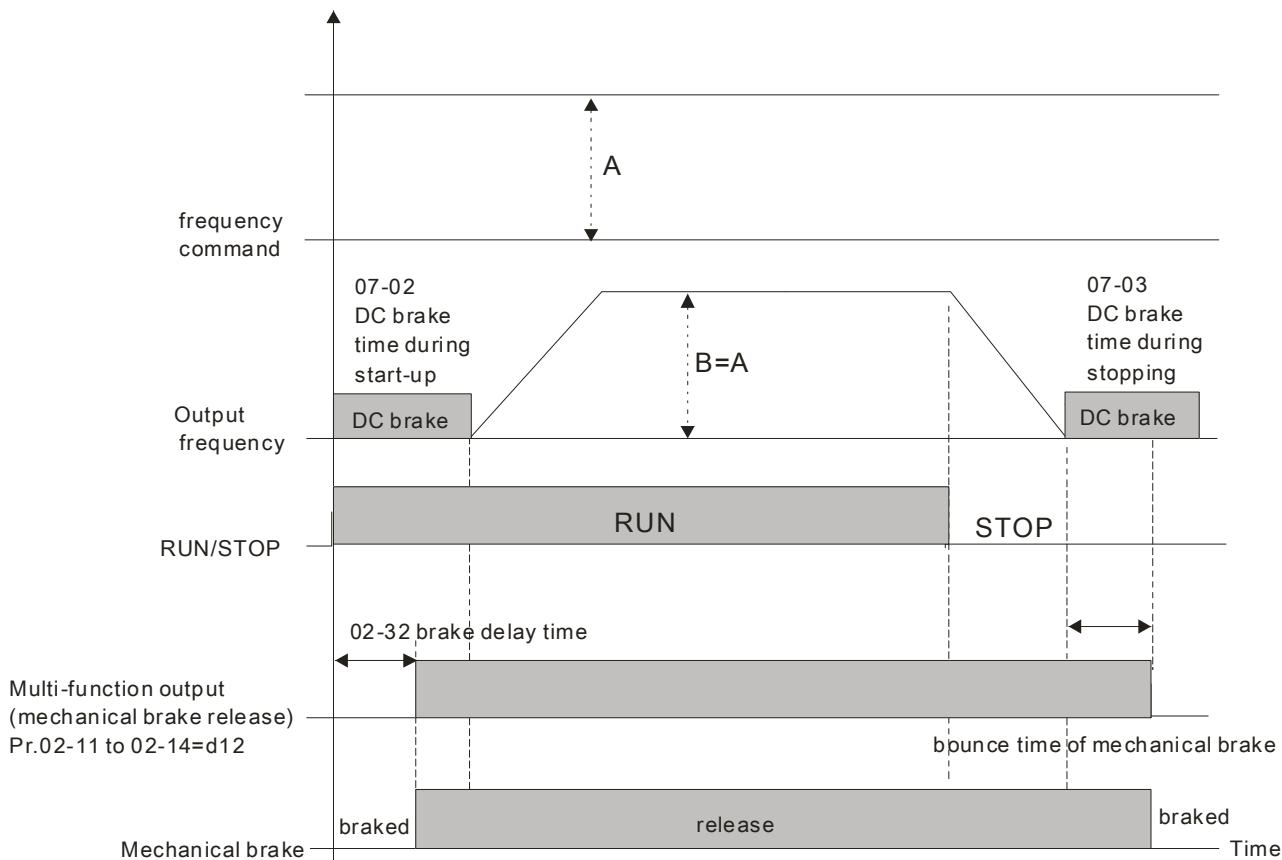 A
frequency
command
07-02
DC brake
time during
start-up
07-03
DC brake
time during
stopping
B=A
Output
frequency
DC brake
DC brake
RUN
STOP
RUN/STOP
02-32 brake delay time
Multi-function output
(mechanical brake release)
Pr.02-11 to 02-14=d12
bounce time of mechanical brake
braked
release
braked
Mechanical brake
Time